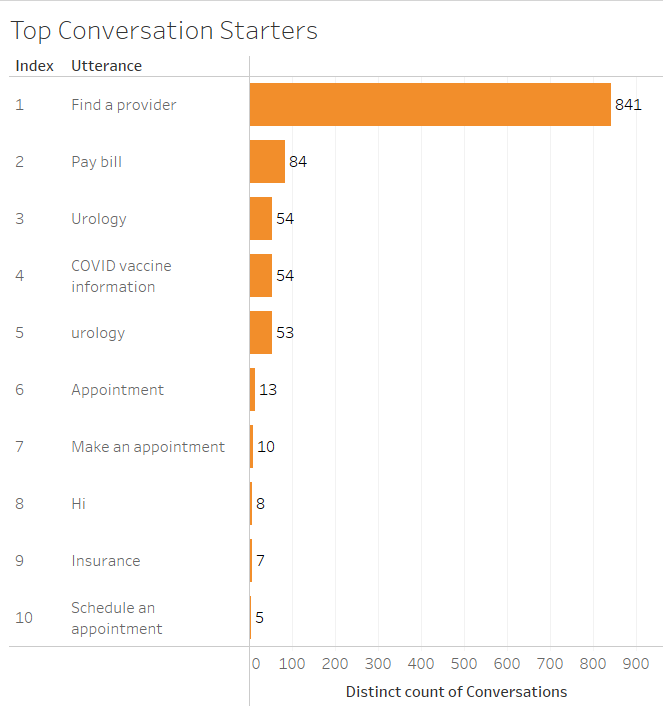 Top Conversation Starters
Index Utterance
1 Find a provider 841
2 Pay bill 84
3 Urology 54
4 COVID vaccine
information 54
5 urology 53
6 Appointment 13
7 Make an appointment 10
8 Hi 8
9 Insurance 7
10 Schedule an
appointment 5
0 100 200 300 400 500 600 700 800 900
Distinct count of Conversations